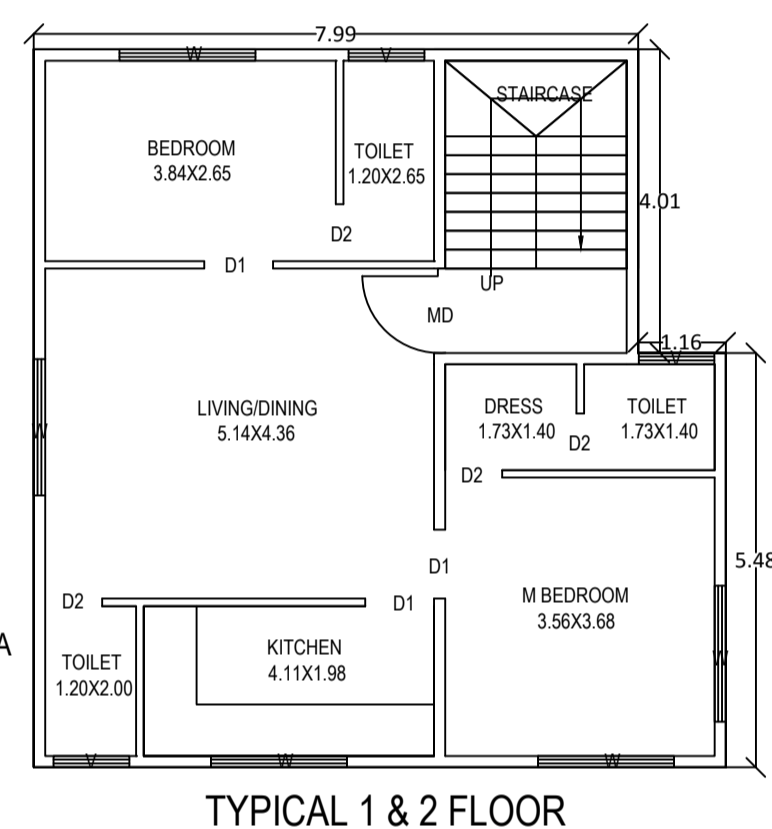 7.99
W
V
STAIRCASE
BEDROOM
3.84X2.65
TOILET
1.20X2.65
4.01
D2
D1
UP
MD
1.16
V
LIVING/DINING
5.14X4.36
DRESS
1.73X1.40
TOILET
1.73X1.40
W
D2
D2
5.48
D1
M BEDROOM
3.56X3.68
D2
D1
A
TOILET
1.20X2.00
KITCHEN
4.11X1.98
W
V
W
W
TYPICAL 1 & 2 FLOOR